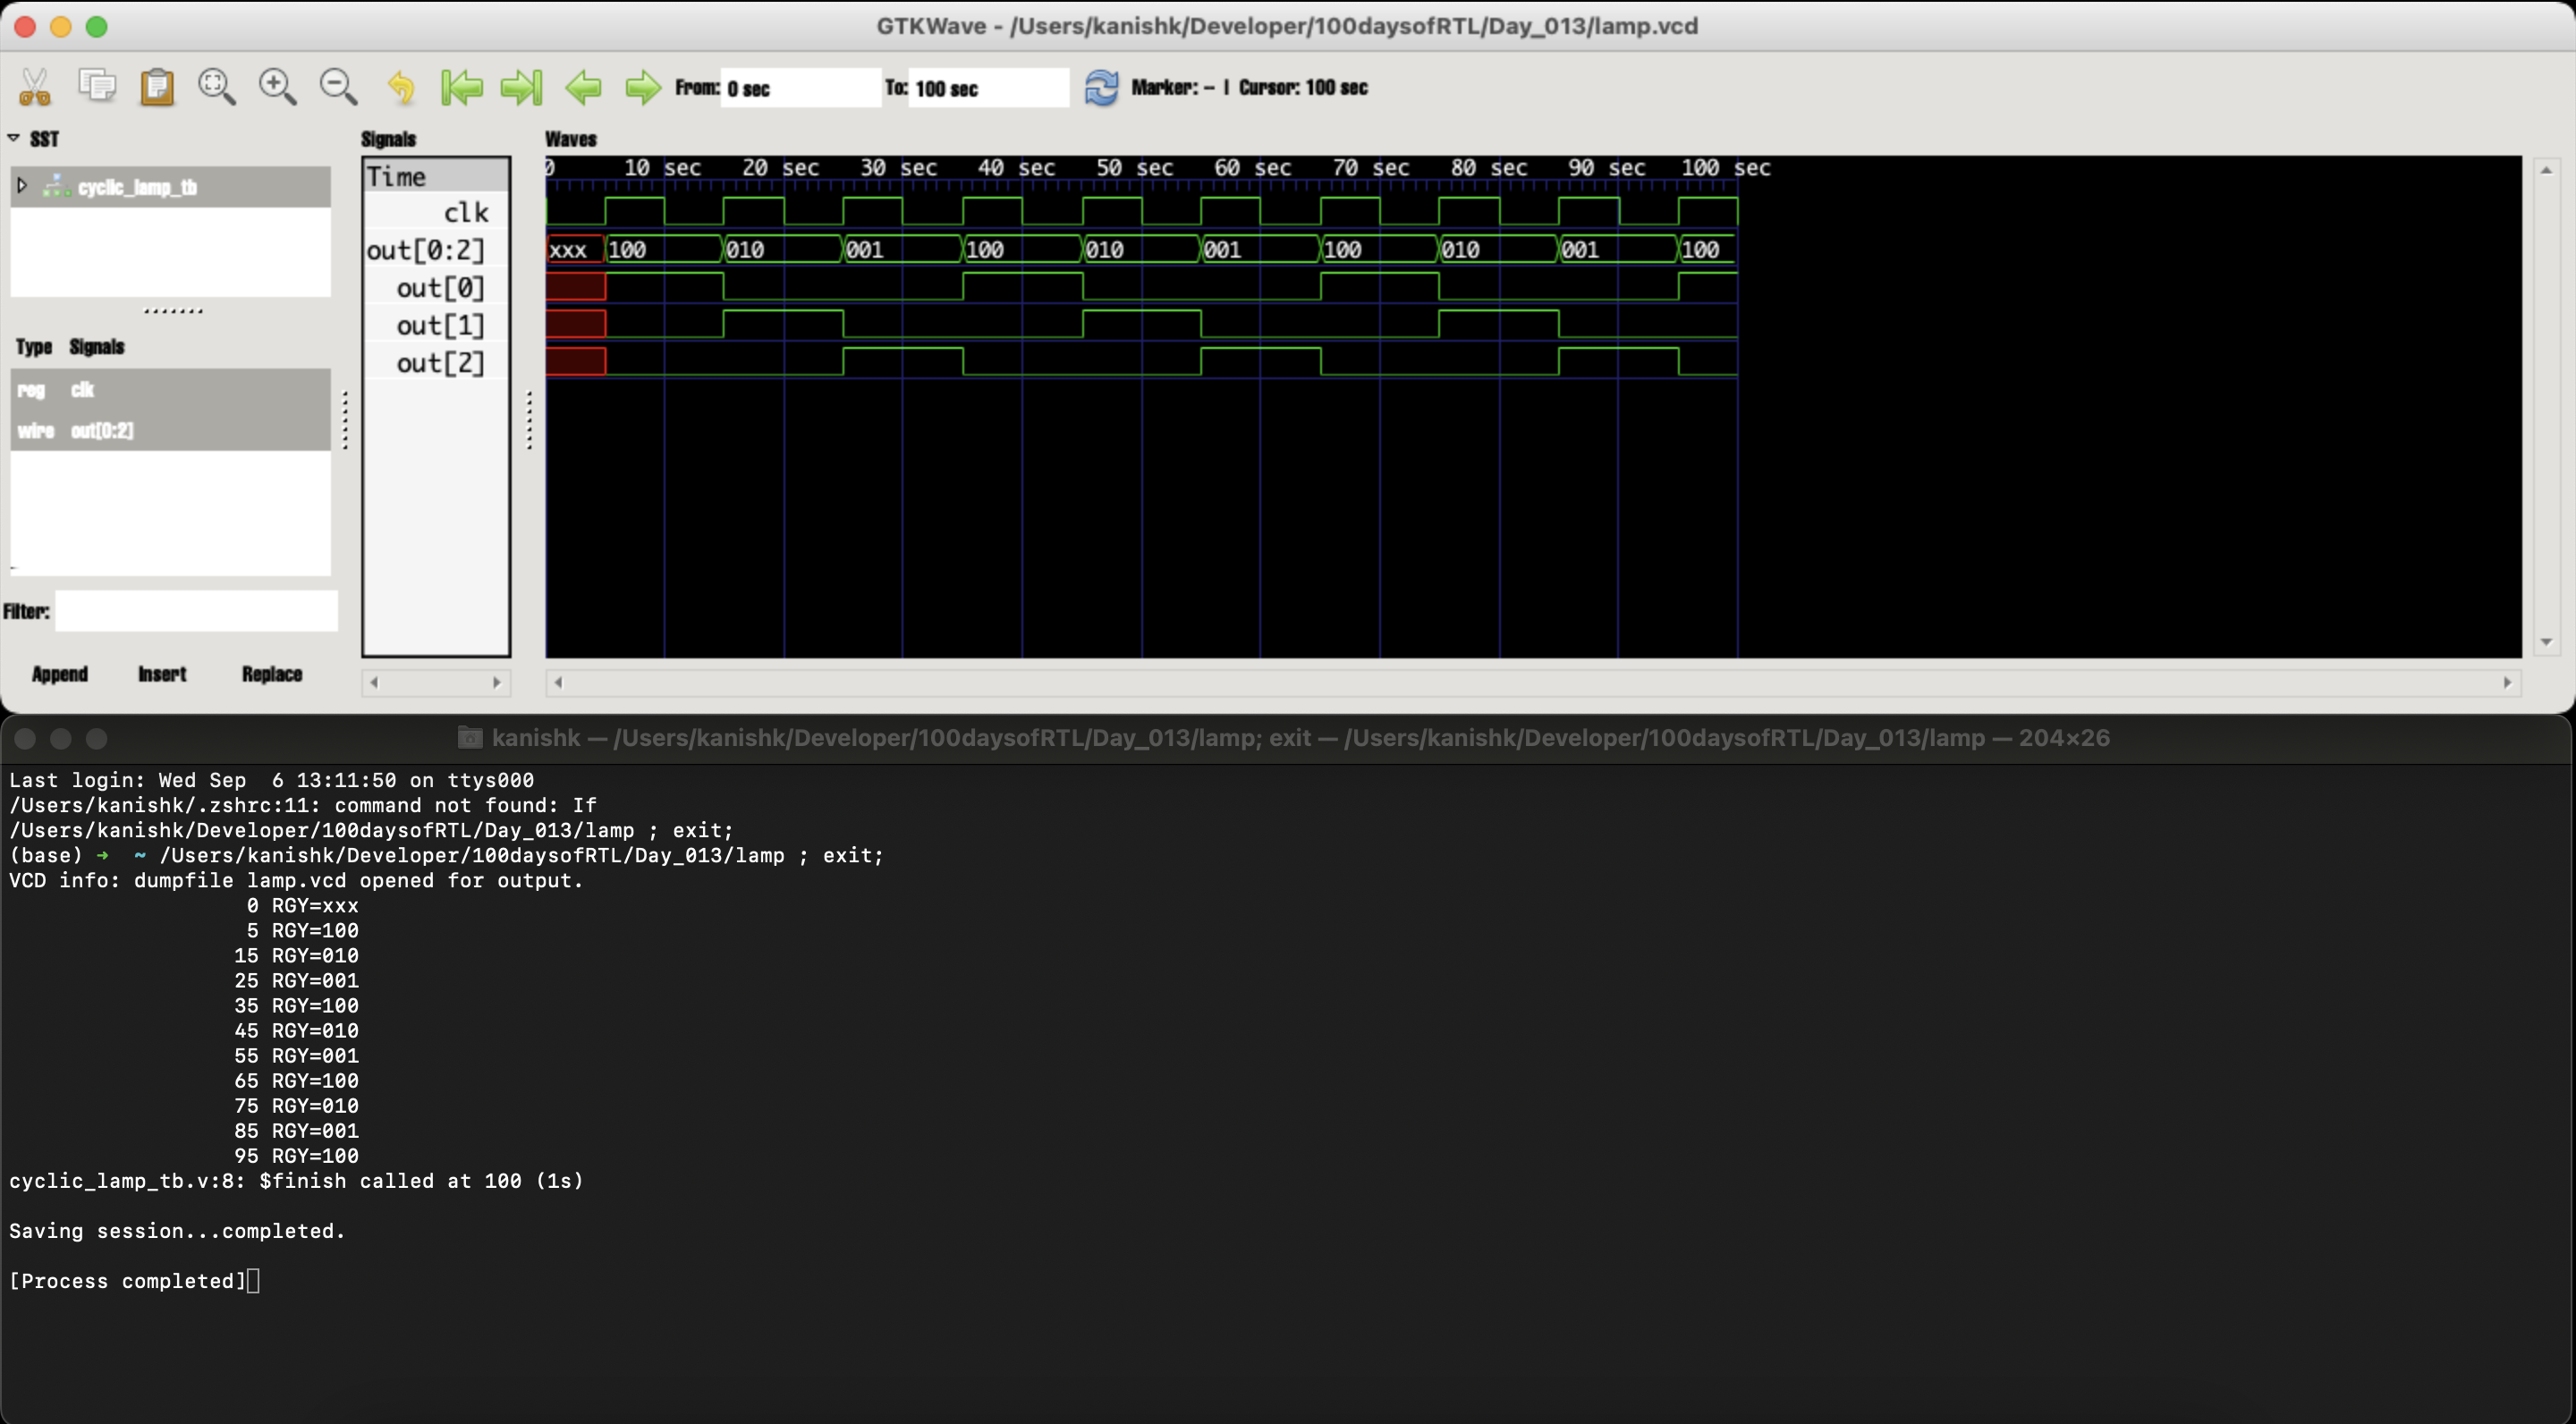 GTKWave - /Users/kanishk/Developer/100daysofRTL/Day_013/lamp.vcd
From: 0 sec To: 100 sec Marker: -- | Cursor: 100 sec
SST
cyclic_lamp_tb
Type Signals
reg clk
wire out[0:2]
Filter:
Append Insert Replace
Signals
Time
clk
out[0:2]
out[0]
out[1]
out[2]
Waves
0 10 sec 20 sec 30 sec 40 sec 50 sec 60 sec 70 sec 80 sec 90 sec 100 sec
xxx 100 010 001 100 010 001 100 010 001 100
kanishk — /Users/kanishk/Developer/100daysofRTL/Day_013/lamp; exit — /Users/kanishk/Developer/100daysofRTL/Day_013/lamp — 204×26
Last login: Wed Sep  6 13:11:50 on ttys000
/Users/kanishk/.zshrc:11: command not found: If
/Users/kanishk/Developer/100daysofRTL/Day_013/lamp ; exit;
(base) ➜  ~ /Users/kanishk/Developer/100daysofRTL/Day_013/lamp ; exit;
VCD info: dumpfile lamp.vcd opened for output.
0 RGY=xxx
5 RGY=100
15 RGY=010
25 RGY=001
35 RGY=100
45 RGY=010
55 RGY=001
65 RGY=100
75 RGY=010
85 RGY=001
95 RGY=100
cyclic_lamp_tb.v:8: $finish called at 100 (1s)
Saving session...completed.
[Process completed]